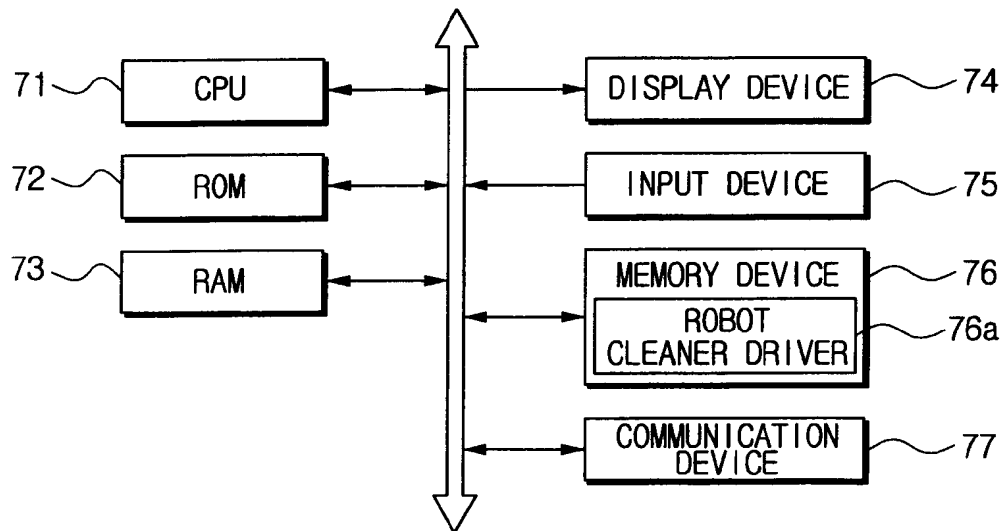 71 CPU
72 ROM
73 RAM
DISPLAY DEVICE 74
INPUT DEVICE 75
MEMORY DEVICE 76
ROBOT
CLEANER DRIVER 76a
COMMUNICATION
DEVICE 77